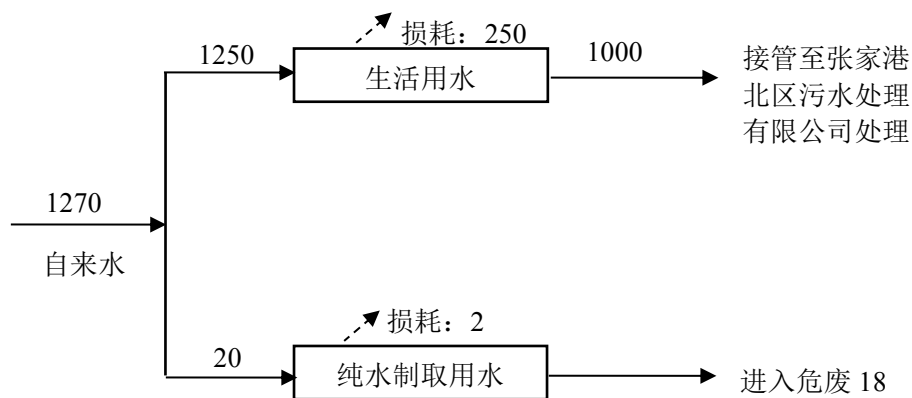 损耗：250
1250
生活用水
1000
接管至张家港
北区污水处理
有限公司处理
1270
自来水
损耗：2
20
纯水制取用水
进入危废 18